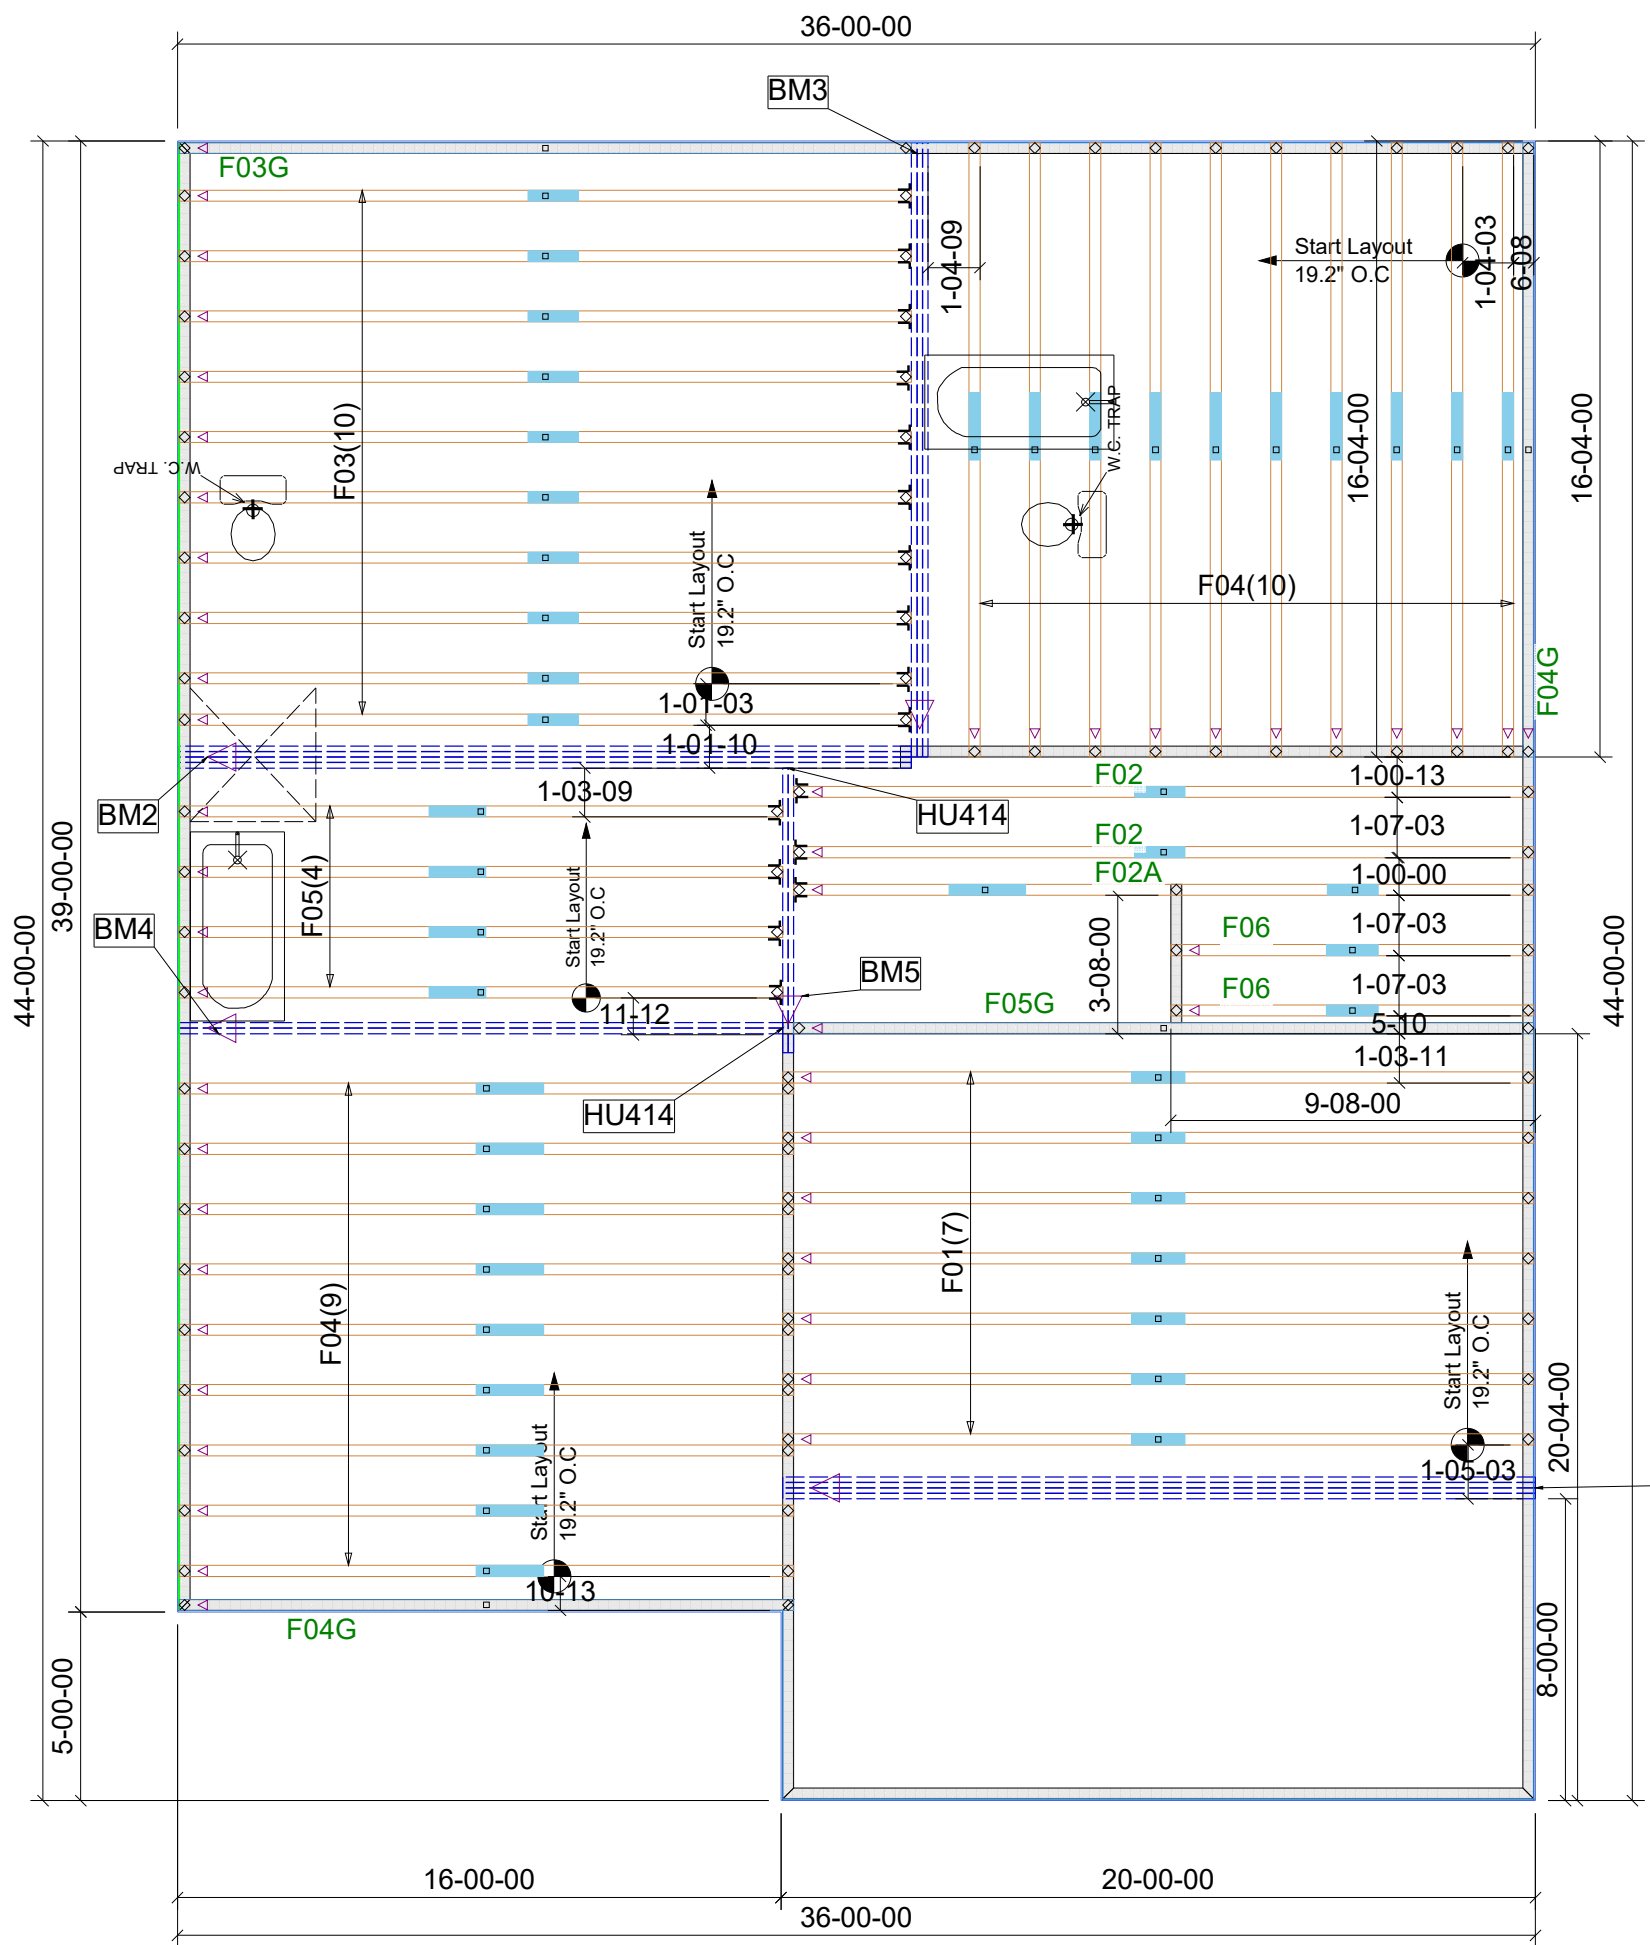 36-00-00
BM3
F03G
1-04-09
Start Layout
19.2" O.C
1-04-03
6-08
W.C. TRAP
F03(10)
W.C. TRAP
16-04-00
16-04-00
Start Layout
19.2" O.C
F04(10)
F04G
1-01-03
1-01-10
BM2
1-03-09
HU414
F02
1-00-13
F02
1-07-03
F02A
1-00-00
39-00-00
44-00-00
BM4
F05(4)
Start Layout
19.2" O.C
3-08-00
F06
1-07-03
BM5
F06
1-07-03
44-00-00
11-12
F05G
5-10
1-03-11
HU414
9-08-00
F04(9)
F01(7)
Start Layout
19.2" O.C
20-04-00
1-05-03
Start Layout
19.2" O.C
10-13
F04G
5-00-00
8-00-00
16-00-00
20-00-00
36-00-00